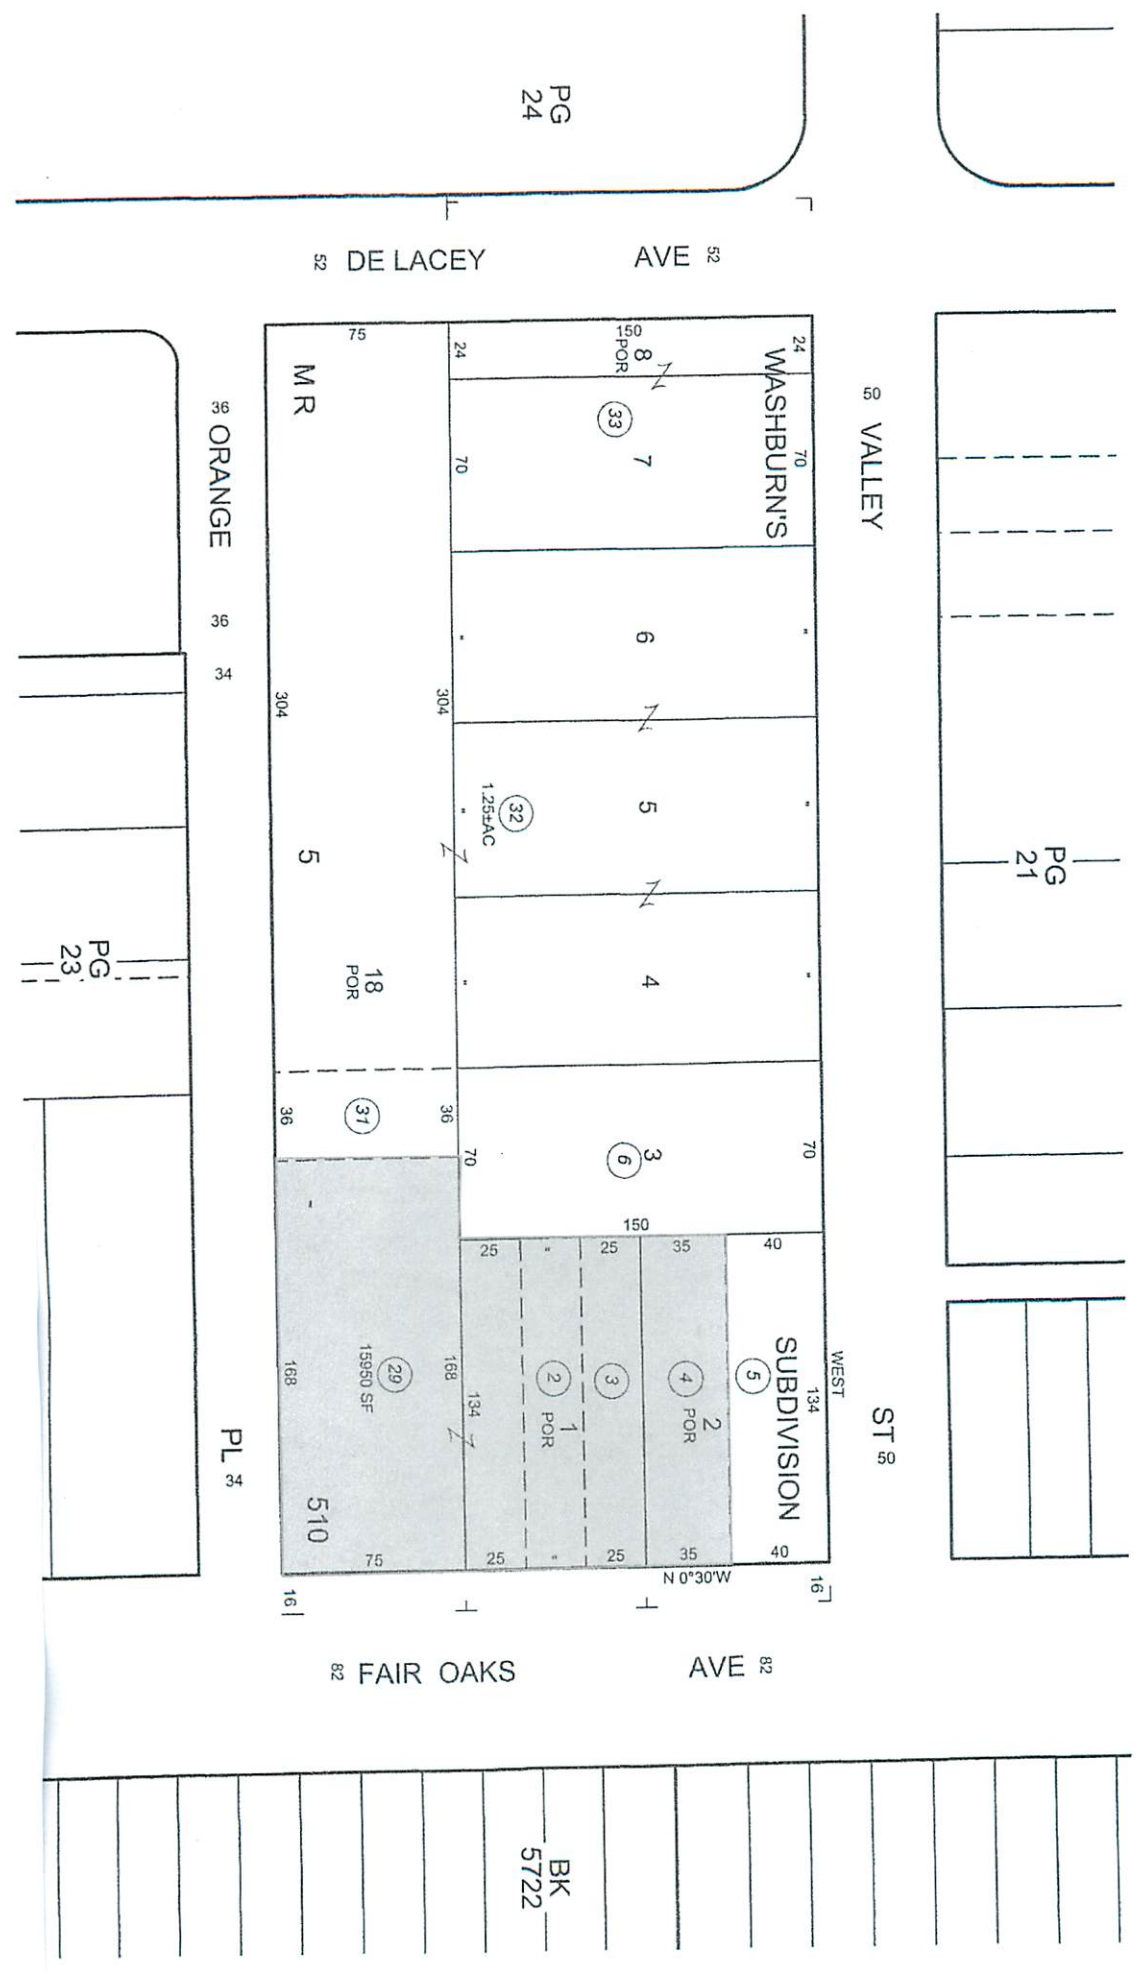 PG
24
52 DE LACEY AVE 52
75
24
150
8
POR
24
WASHBURN'S
M R
33
7
70
70
50 VALLEY
36 ORANGE
36
34
6
"
"
304
304
5
"
"
32
1.25±AC
5
PG
21
PG
23
18
POR
4
"
"
36
31
36
70
3
6
70
150
25
"
25
35
40
SUBDIVISION
WEST
134
5
ST 50
168
29
15950 SF
168
134
2
1
POR
3
4
2
POR
PL 34
510
75
25
"
25
35
40
N 0°30'W
16
16
82 FAIR OAKS AVE 82
BK
5722